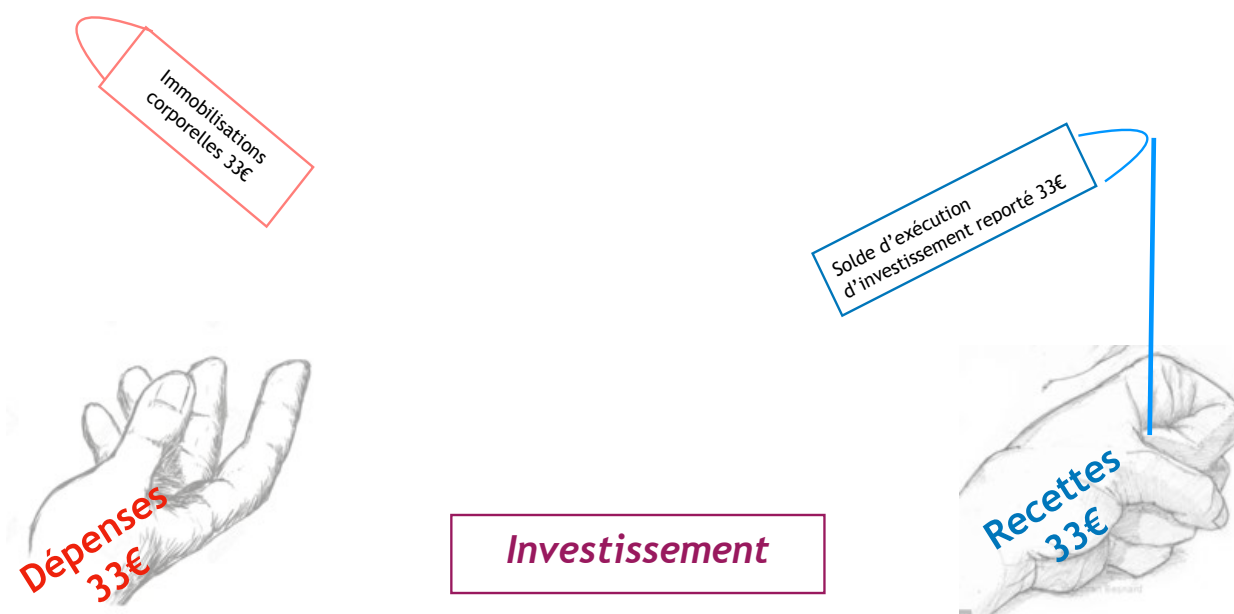 Immobilisations
corporelles 33€
Solde d’exécution
d’investissement reporté 33€
Dépenses
33€
Investissement
Recettes
33€